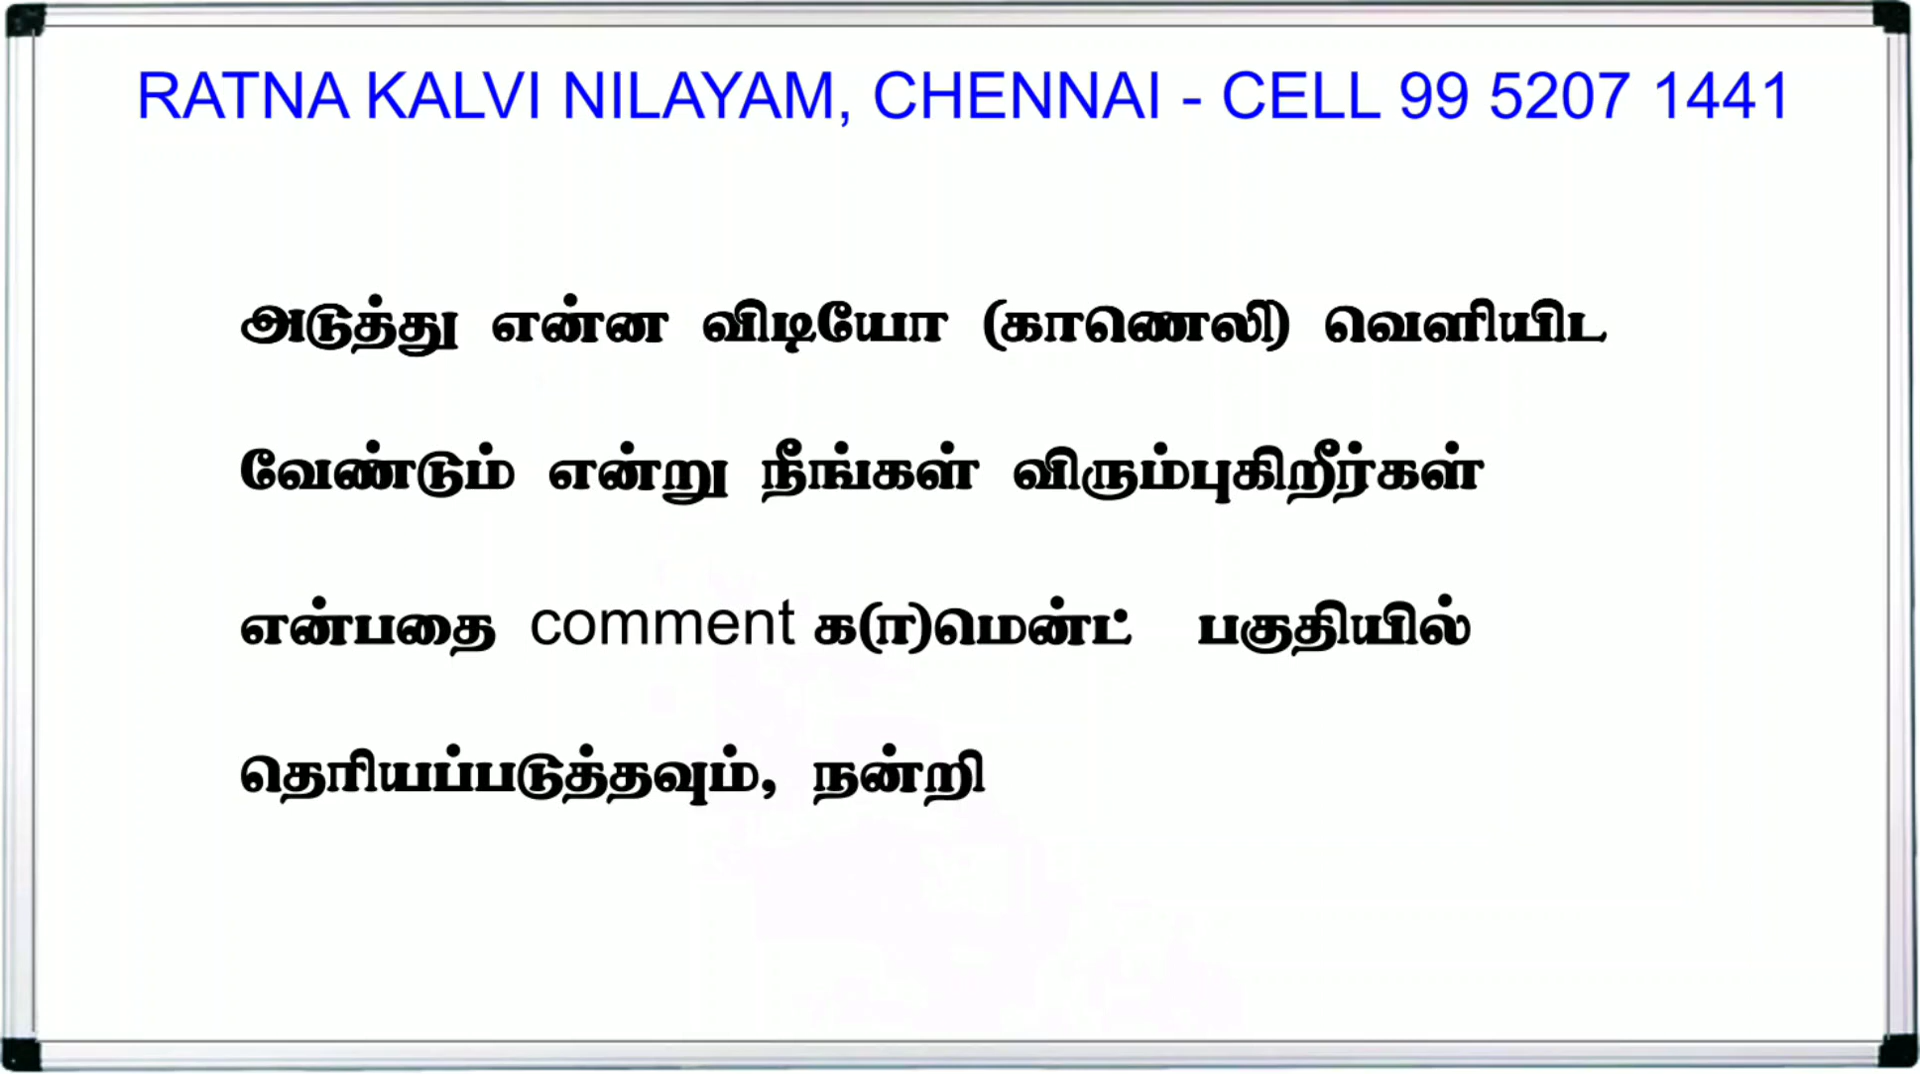 RATNA KALVI NILAYAM, CHENNAI - CELL 99 5207 1441
அடுத்து என்ன விடியோ (காணெலி) வெளியிட
வேண்டும் என்று நீங்கள் விரும்புகிறீர்கள்
என்பதை comment க(ா)மென்ட் பகுதியில்
தெரியப்படுத்தவும், நன்றி